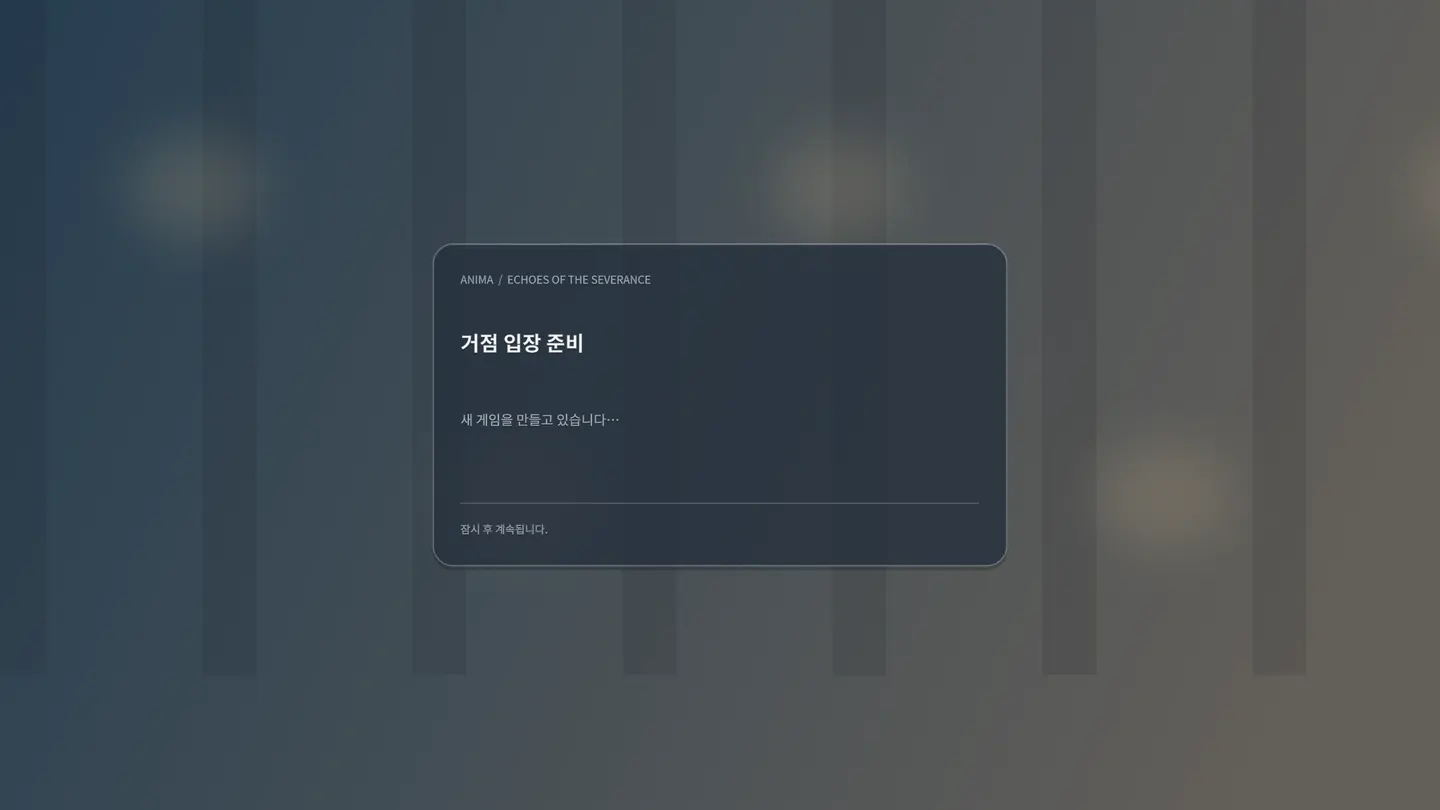 ANIMA / ECHOES OF THE SEVERANCE
거점 입장 준비
새 게임을 만들고 있습니다…
잠시 후 계속됩니다.